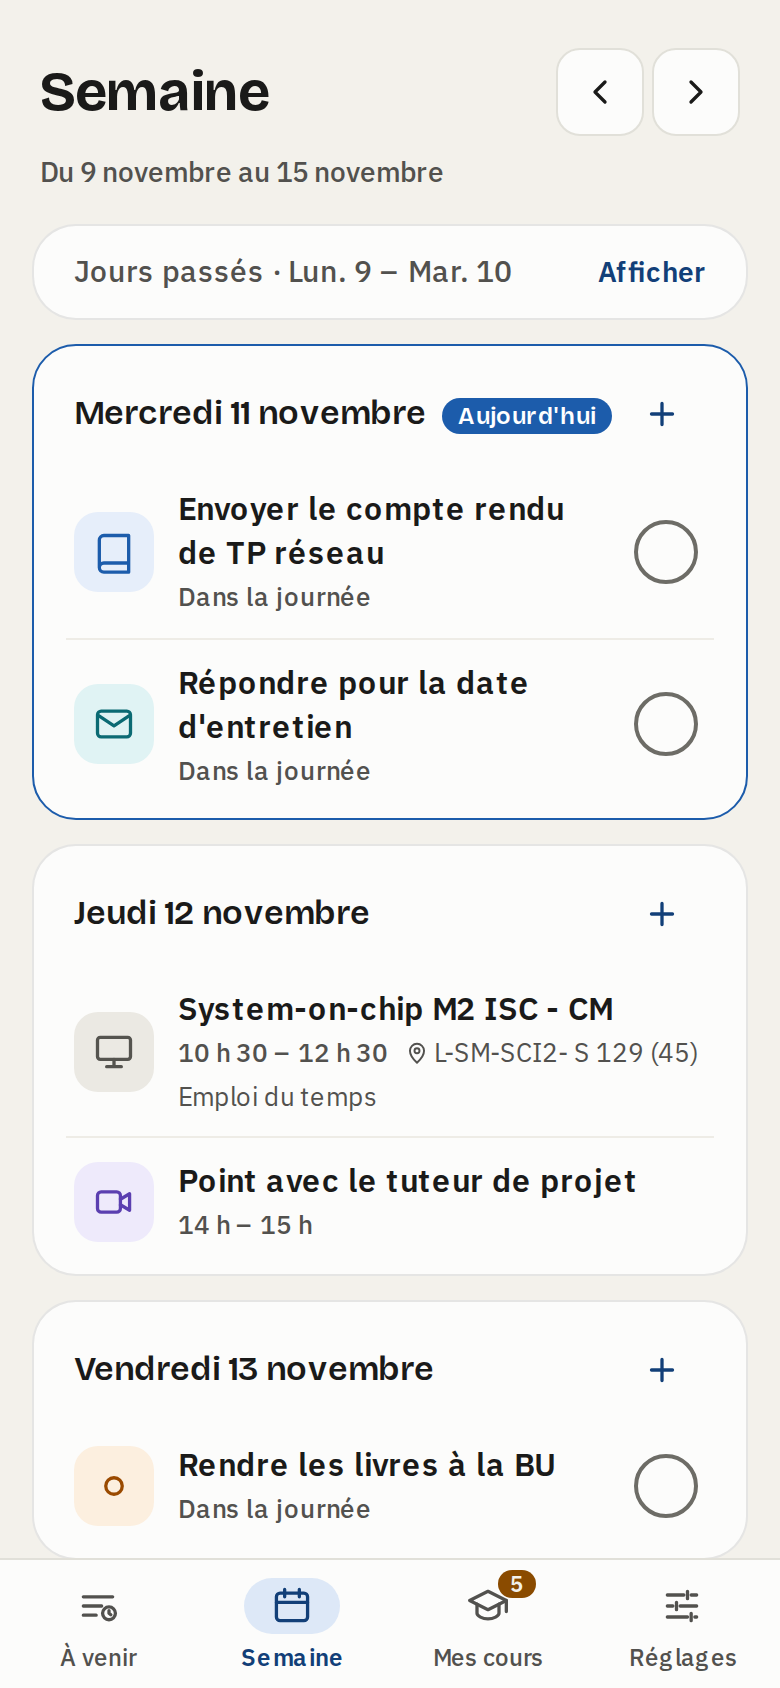 Semaine
Du 9 novembre au 15 novembre
Jours passés · Lun. 9 – Mar. 10 Afficher
Mercredi 11 novembre Aujourd'hui
Envoyer le compte rendu
de TP réseau
Dans la journée
Répondre pour la date
d'entretien
Dans la journée
Jeudi 12 novembre
System-on-chip M2 ISC - CM
10 h 30 – 12 h 30 L-SM-SCI2- S 129 (45)
Emploi du temps
Point avec le tuteur de projet
14 h – 15 h
Vendredi 13 novembre
Rendre les livres à la BU
Dans la journée
5
À venir Semaine Mes cours Réglages